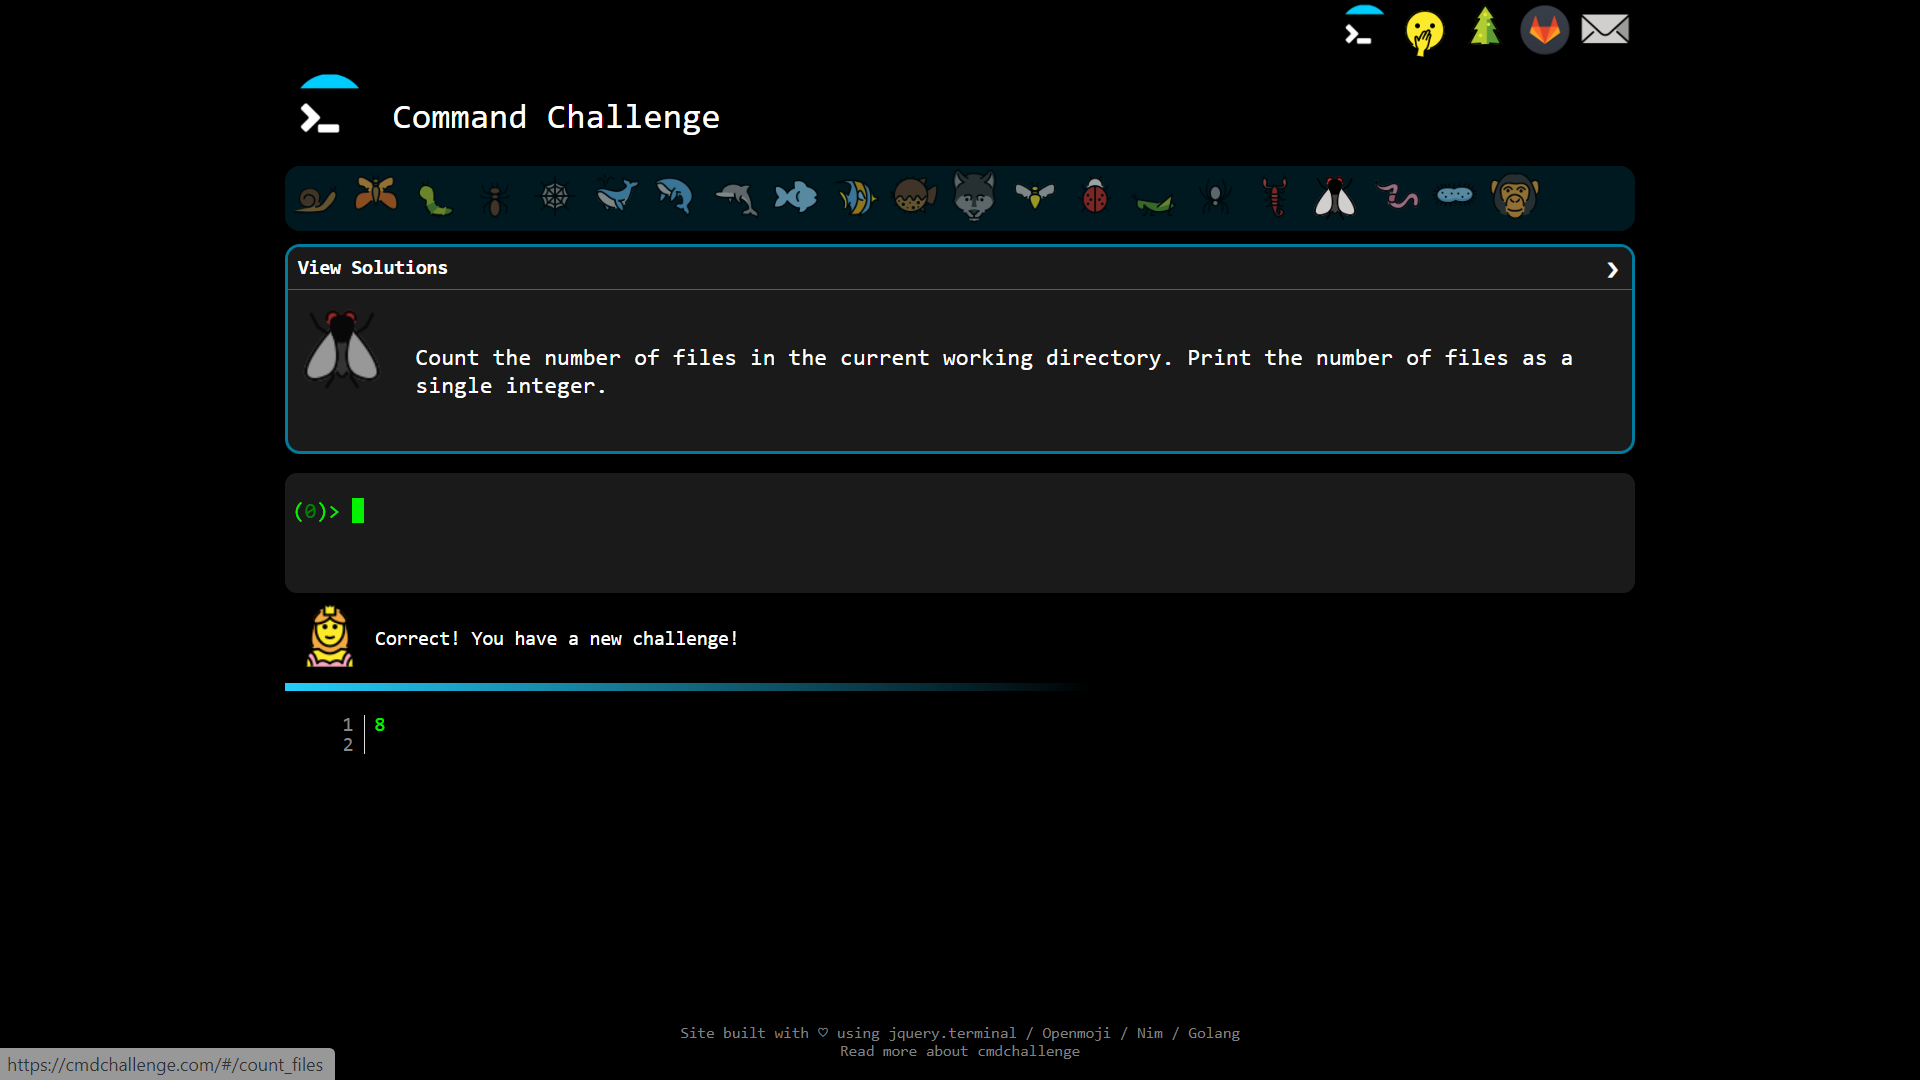 Command Challenge
View Solutions
Count the number of files in the current working directory. Print the number of files as a
single integer.
(0)>
Correct! You have a new challenge!
1 8
2
Site built with ♡ using jquery.terminal / Openmoji / Nim / Golang
Read more about cmdchallenge
https://cmdchallenge.com/#/count_files